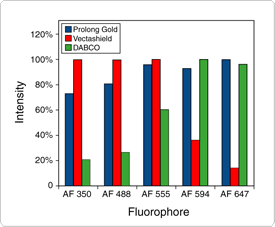 Prolong Gold
Vectashield
DABCO
120%
100%
80%
60%
40%
20%
0
Intensity
AF 350 AF 488 AF 555 AF 594 AF 647
Fluorophore